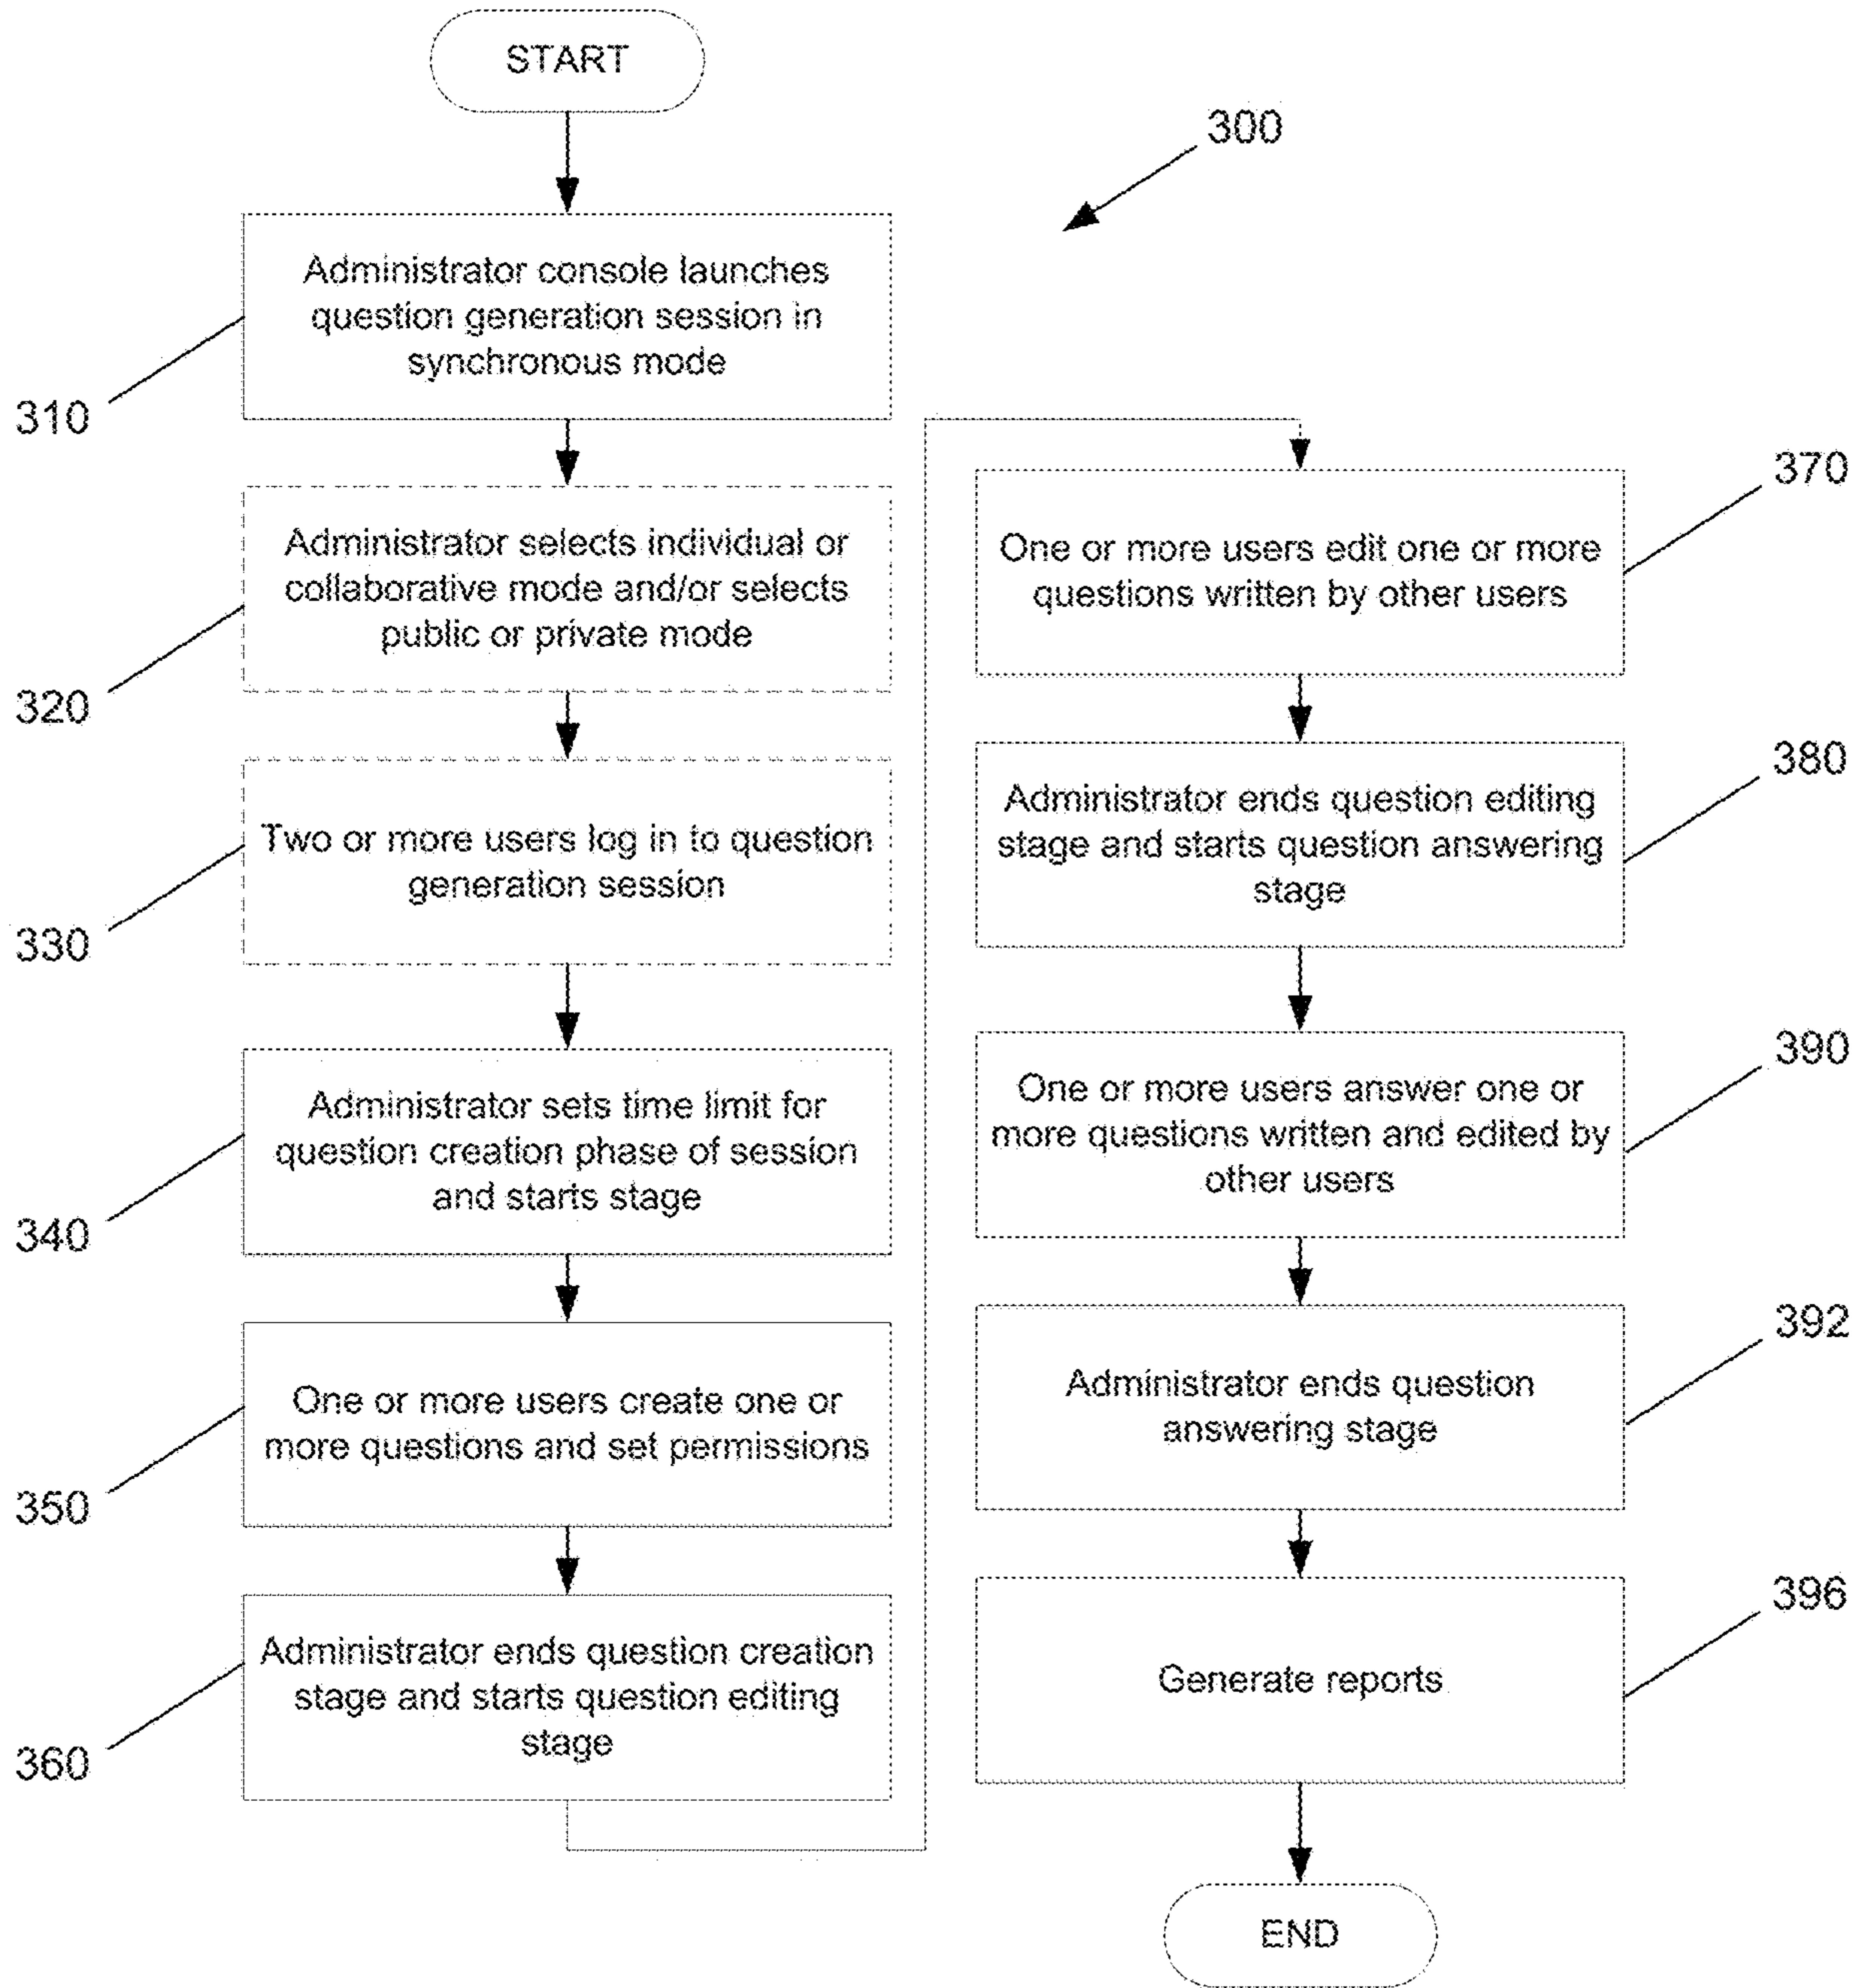 START
300
Administrator console launches
question generation session in
synchronous mode
310
Administrator selects individual or
collaborative mode and/or selects
public or private mode
320
Two or more users log in to question
generation session
330
Administrator sets time limit for
question creation phase of session
and starts stage
340
One or more users create one or
more questions and set permissions
350
Administrator ends question creation
stage and starts question editing
stage
360
370
One or more users edit one or more
questions written by other users
380
Administrator ends question editing
stage and starts question answering
stage
390
One or more users answer one or
more questions written and edited by
other users
392
Administrator ends question
answering stage
396
Generate reports
END